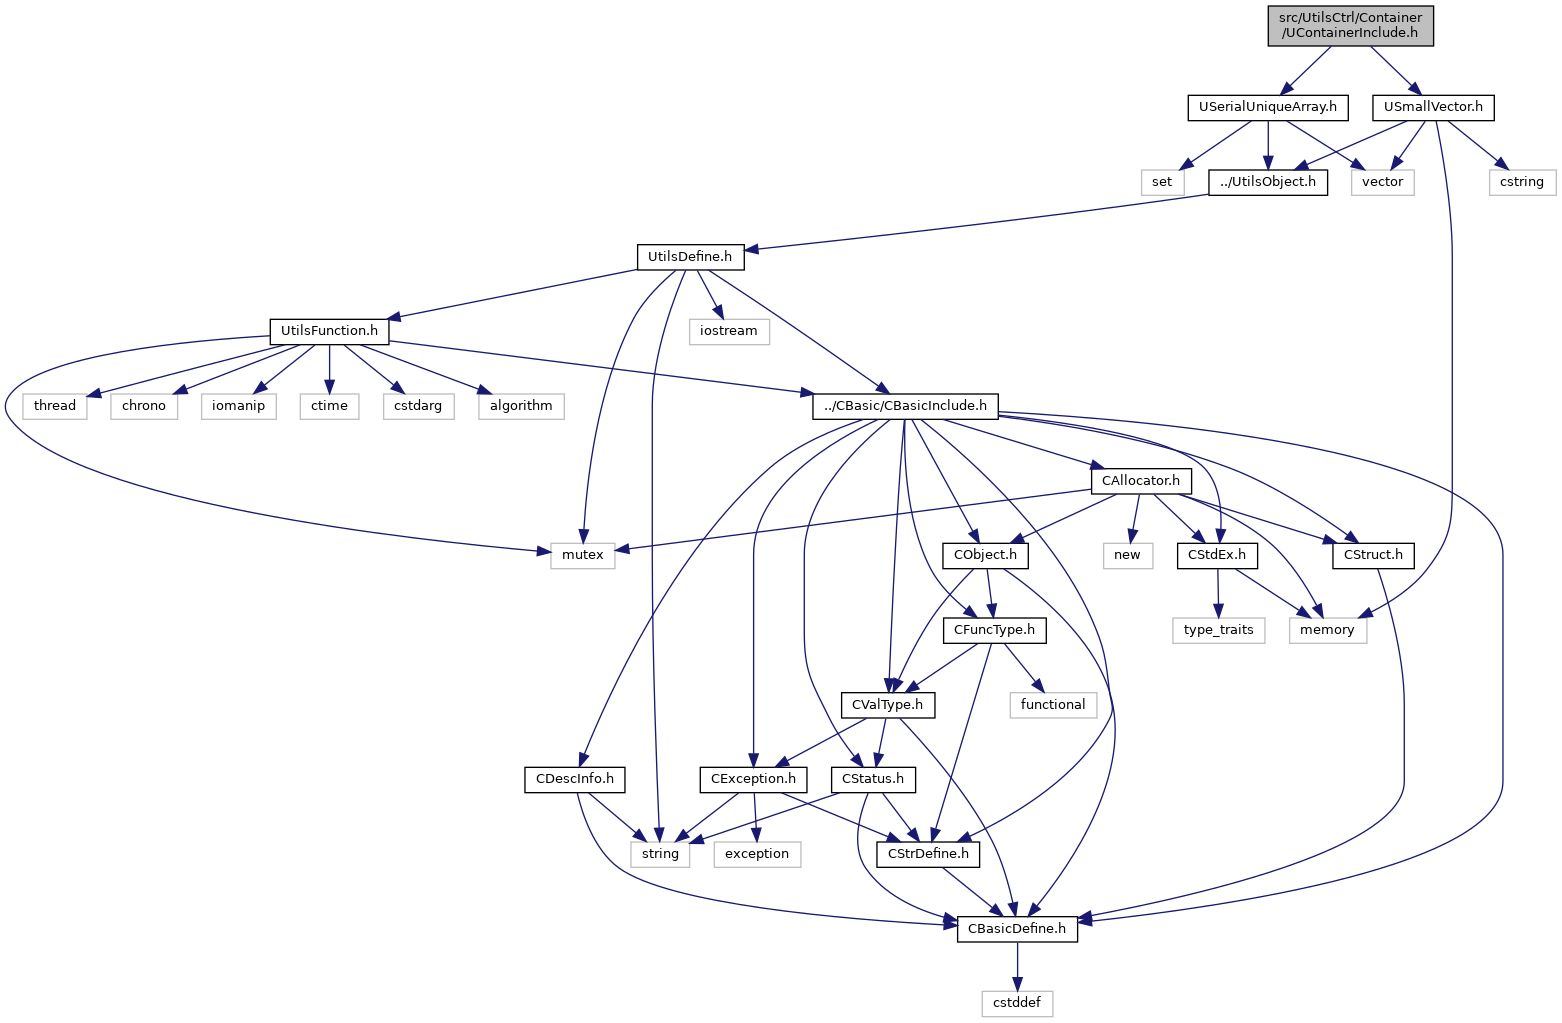 src/UtilsCtrl/Container
/UContainerInclude.h
USerialUniqueArray.h
USmallVector.h
set
../UtilsObject.h
vector
cstring
UtilsDefine.h
UtilsFunction.h
iostream
thread
chrono
iomanip
ctime
cstdarg
algorithm
../CBasic/CBasicInclude.h
CAllocator.h
mutex
CObject.h
new
CStdEx.h
CStruct.h
CFuncType.h
type_traits
memory
CValType.h
functional
CDescInfo.h
CException.h
CStatus.h
string
exception
CStrDefine.h
CBasicDefine.h
cstddef